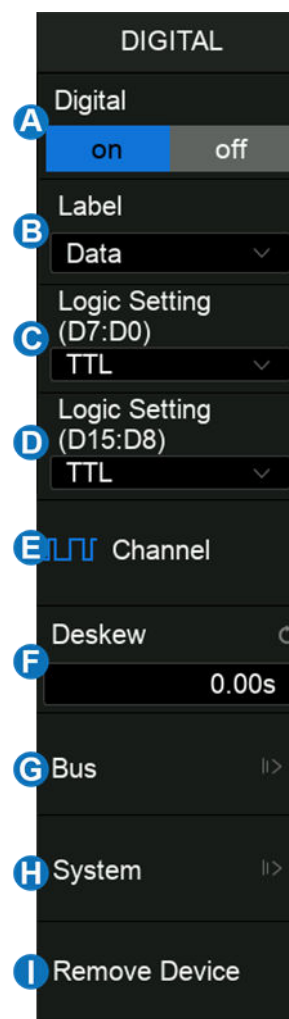 DIGITAL
Digital
A
on off
Label
B
Data
Logic Setting
(D7:D0)
C
TTL
Logic Setting
(D15:D8)
D
TTL
E Channel
Deskew
F
0.00s
G Bus
H System
I Remove Device